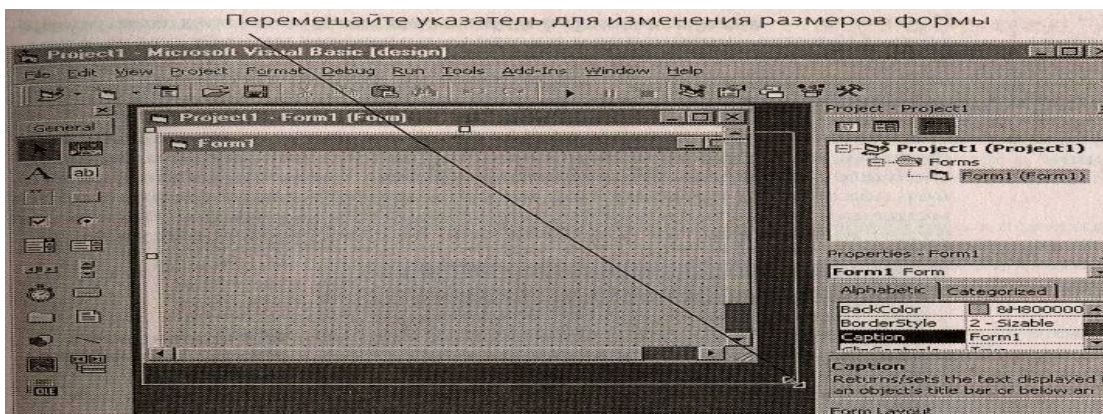 Перемещайте указатель для изменения размеров формы
Project1 - Microsoft Visual Basic [design]
File Edit View Project Format Debug Run Tools Add-Ins Window Help
General
Project1 - Form1 (Form)
Form1
A ab|
OLE
Project - Project1
Project1 (Project1)
Forms
Form1 (Form1)
Properties - Form1
Form1 Form
Alphabetic Categorized
BackColor &H800000
BorderStyle 2 - Sizable
Caption Form1
Caption
Returns/sets the text displayed
an object's title bar or below an
Form Layout